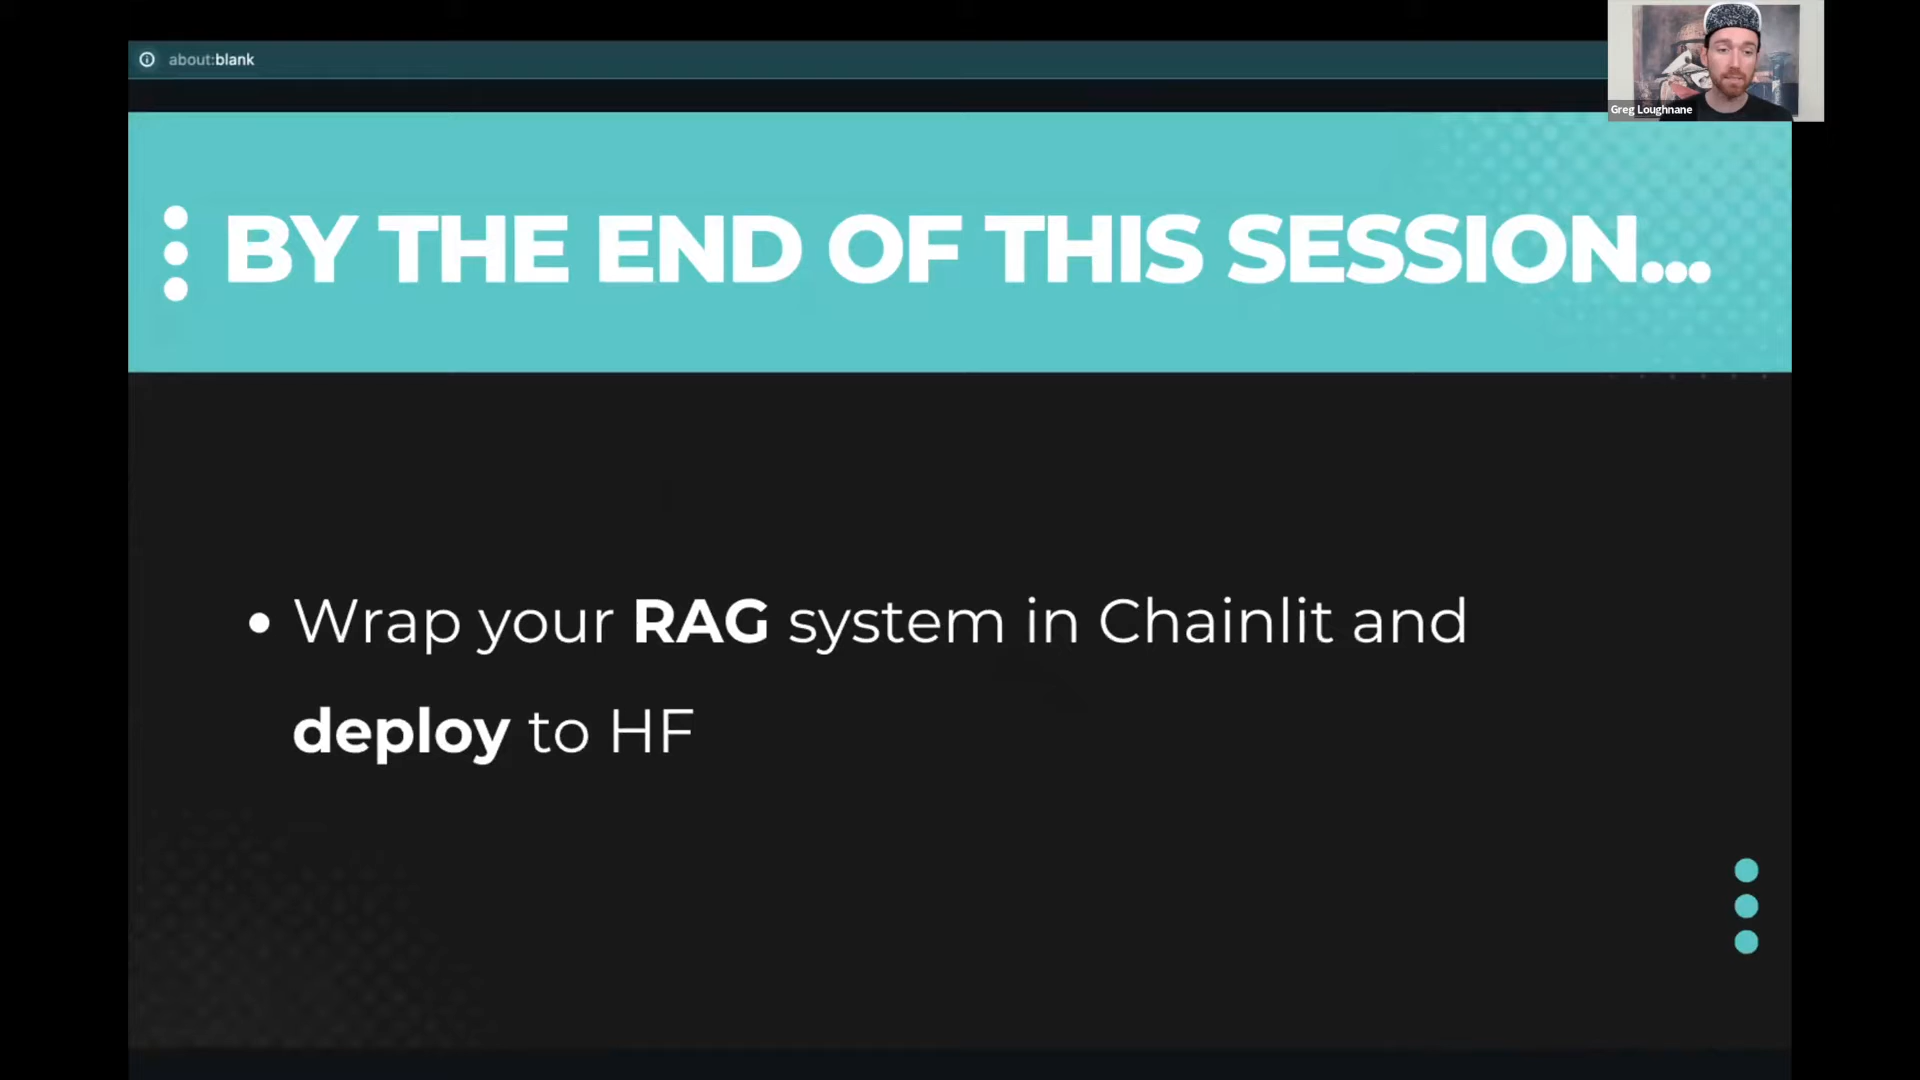 about:blank
Greg Loughnane
BY THE END OF THIS SESSION...
• Wrap your RAG system in Chainlit and
deploy to HF